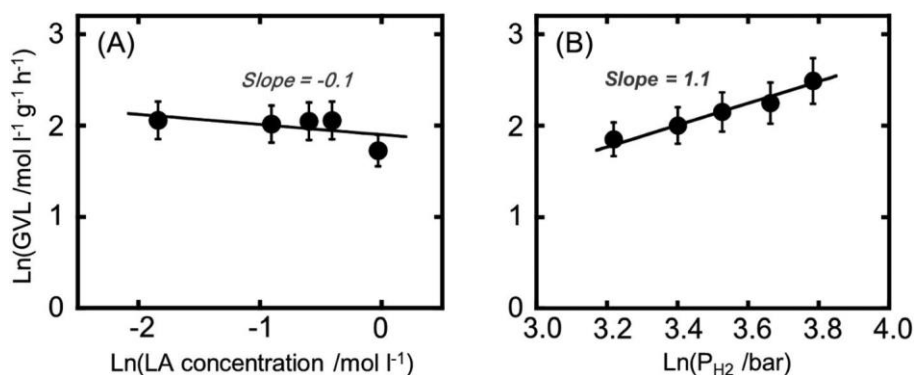 (A)
Slope = -0.1
3
2
1
0
-2
-1
0
Ln(GVL /mol l⁻¹ g⁻¹ h⁻¹)
Ln(LA concentration /mol l⁻¹)
(B)
Slope = 1.1
3
2
1
0
3.0
3.2
3.4
3.6
3.8
4.0
Ln(P_H2 /bar)